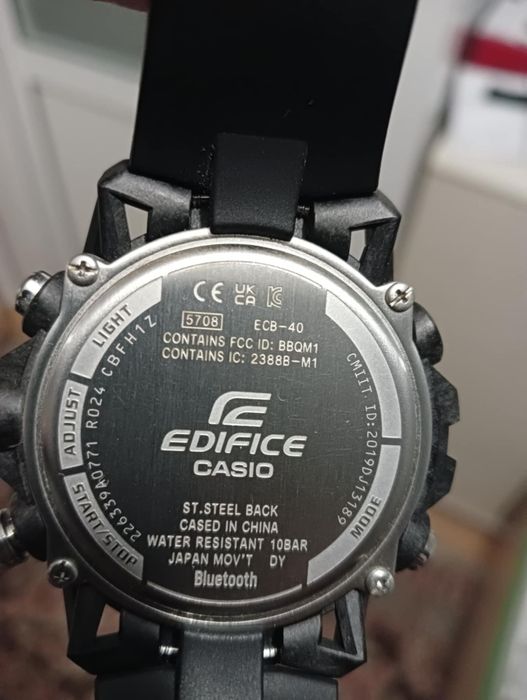 CE UK CA
5708 ECB-40
CONTAINS FCC ID: BBQM1
CONTAINS IC: 2388B-M1
EDIFICE
CASIO
ST.STEEL BACK
CASED IN CHINA
WATER RESISTANT 10BAR
JAPAN MOV'T DY
Bluetooth
LIGHT
ADJUST
START/STOP
MODE
226339A0771 R024 CBFH1Z
CMIIT ID:2019DJ13189